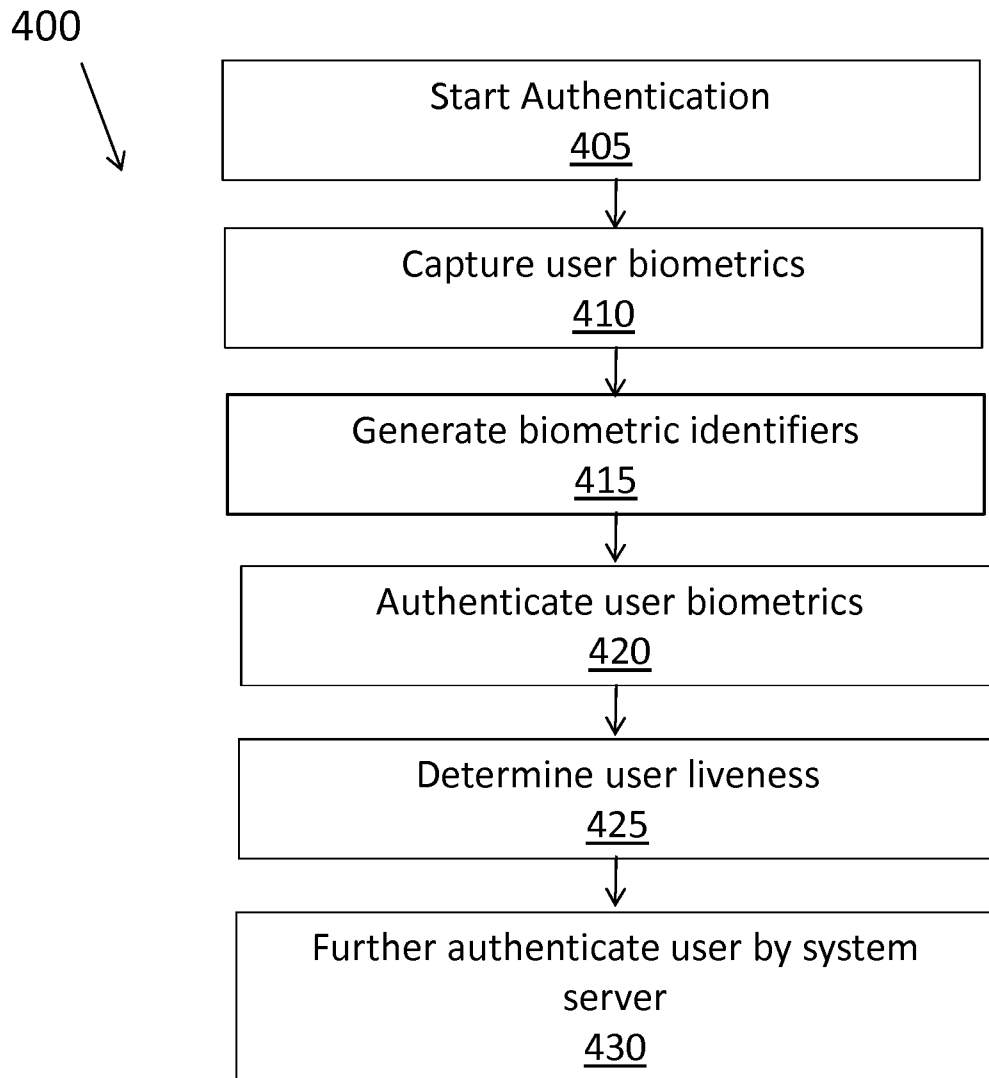 400
Start Authentication
405
Capture user biometrics
410
Generate biometric identifiers
415
Authenticate user biometrics
420
Determine user liveness
425
Further authenticate user by system
server
430